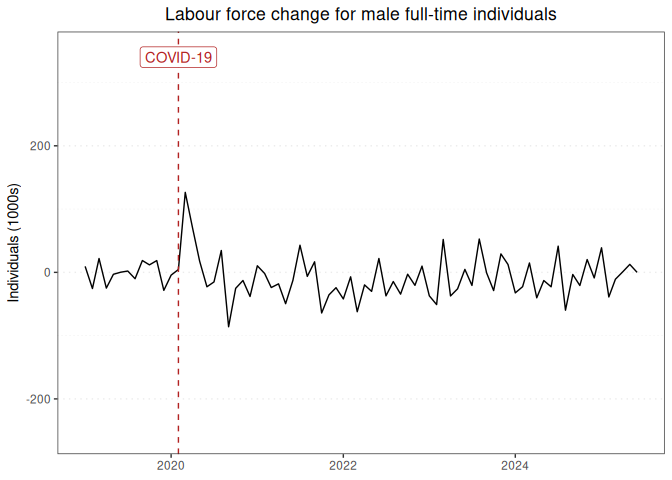 Labour force change for male full-time individuals
COVID-19
Individuals (1000s)
200
0
-200
2020
2022
2024